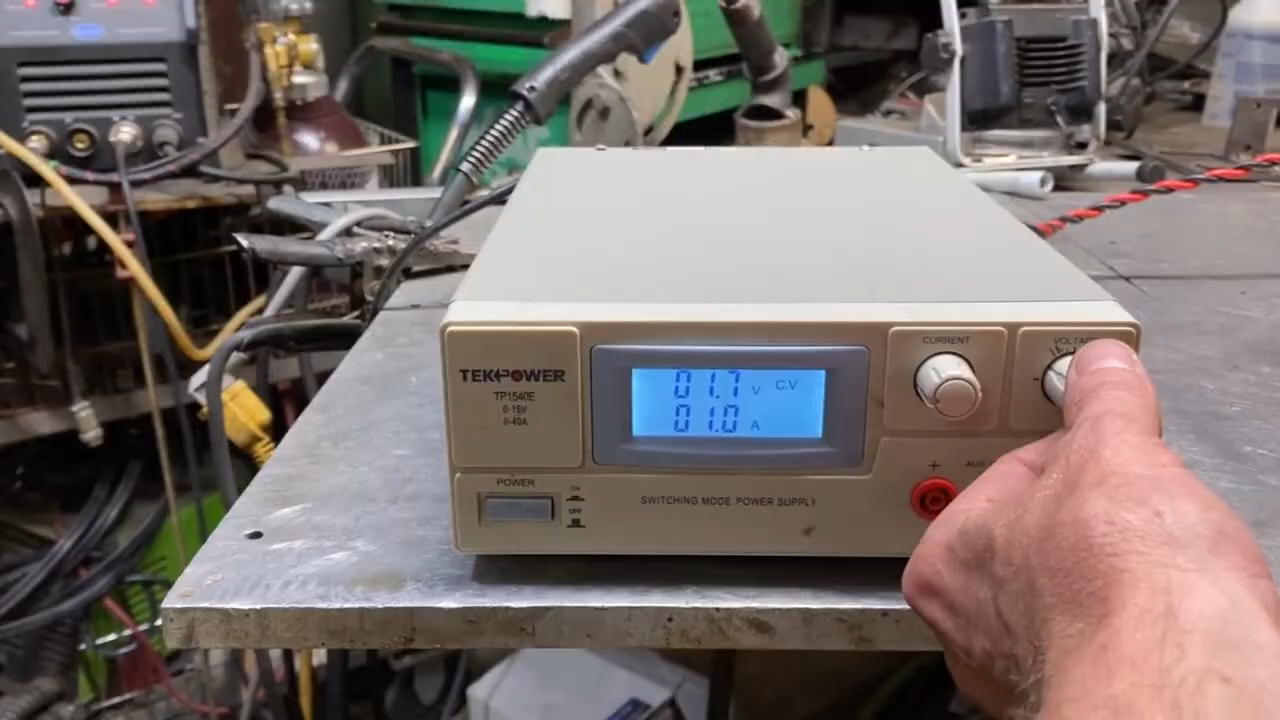 TEKPOWER
TP1540E
0-15V
0-40A
01.7 V C.V
01.0 A
CURRENT
POWER
ON
OFF
SWITCHING MODE POWER SUPPLY
+